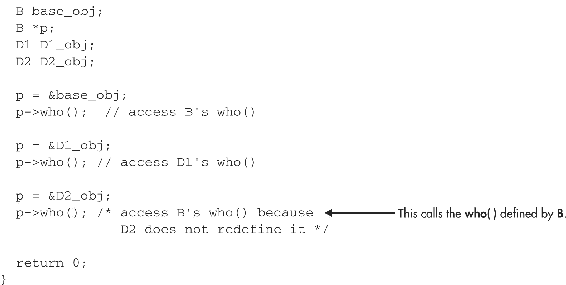 B base_obj;
B *p;
D1 D1_obj;
D2 D2_obj;
p = &base_obj;
p->who();  // access B's who()
p = &D1_obj;
p->who(); // access D1's who()
p = &D2_obj;
p->who(); /* access B's who() because
This calls the who( ) defined by B.
D2 does not redefine it */
return 0;
}